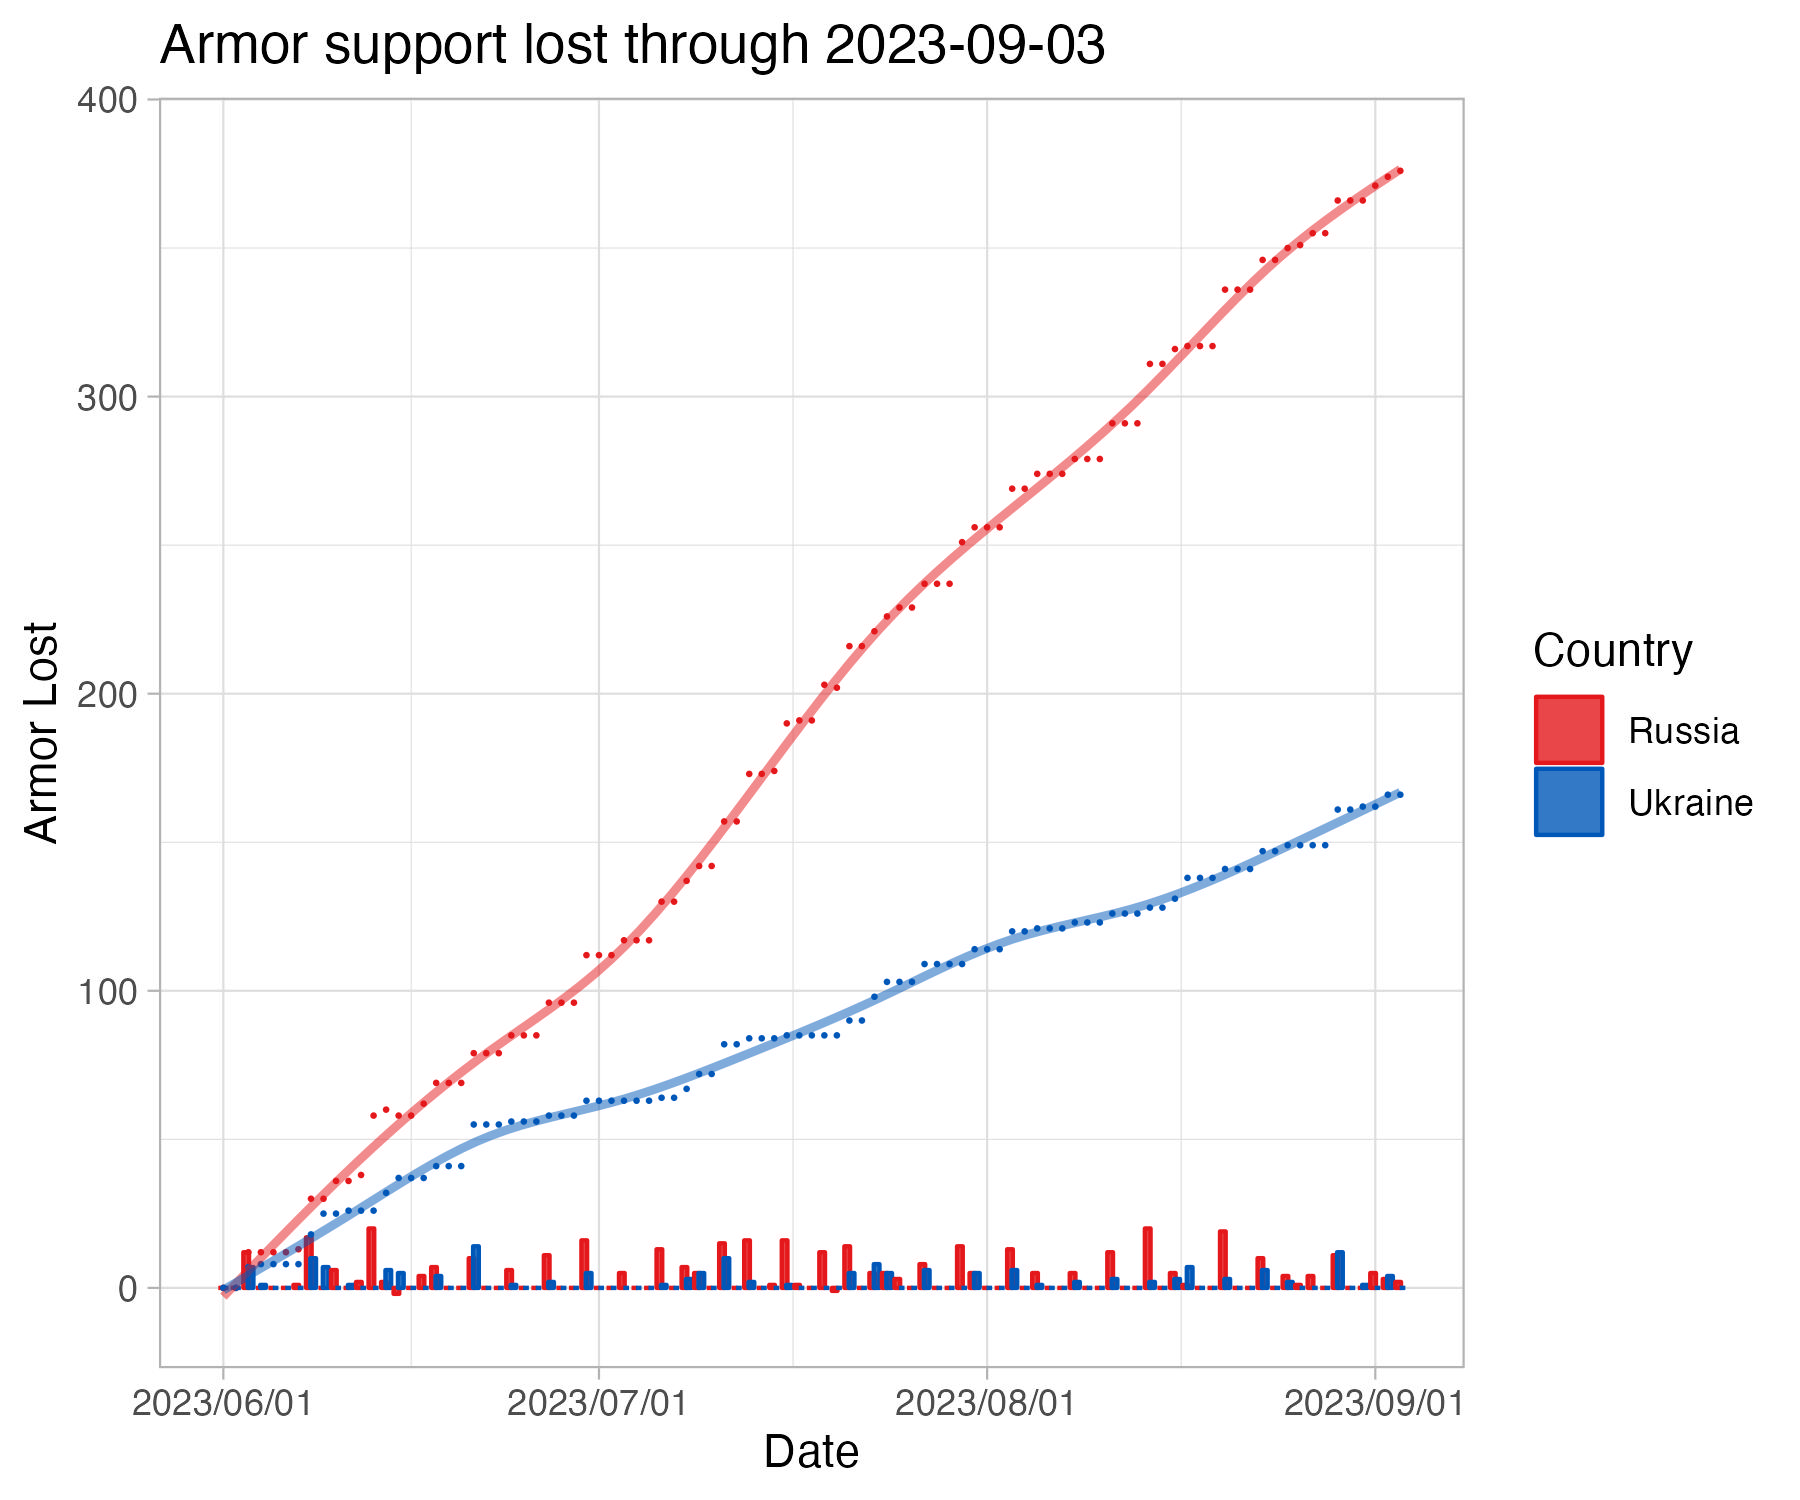 Armor support lost through 2023-09-03
400
300
200
100
0
Armor Lost
2023/06/01 2023/07/01 2023/08/01 2023/09/01
Date
Country
Russia
Ukraine